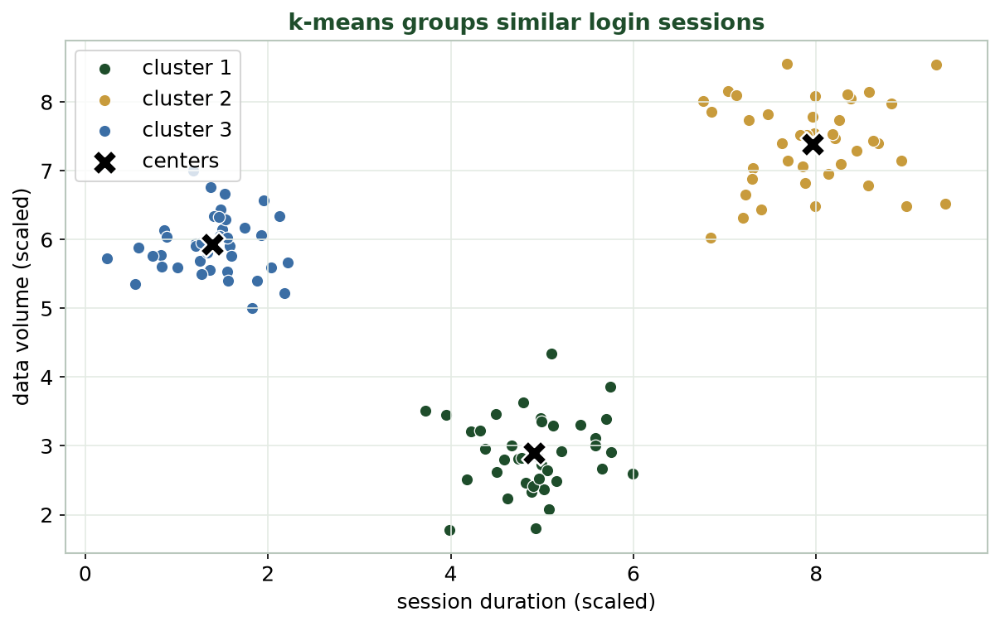 k-means groups similar login sessions
cluster 1
cluster 2
cluster 3
centers
data volume (scaled)
8
7
6
5
4
3
2
0 2 4 6 8
session duration (scaled)